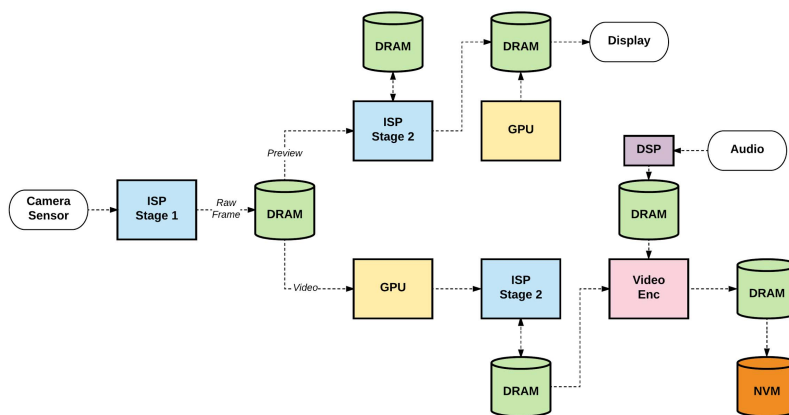 DRAM
DRAM
Display
ISP
Stage 2
GPU
Preview
DSP
Audio
Camera
Sensor
ISP
Stage 1
Raw
Frame
DRAM
DRAM
Video
GPU
ISP
Stage 2
Video
Enc
DRAM
DRAM
NVM